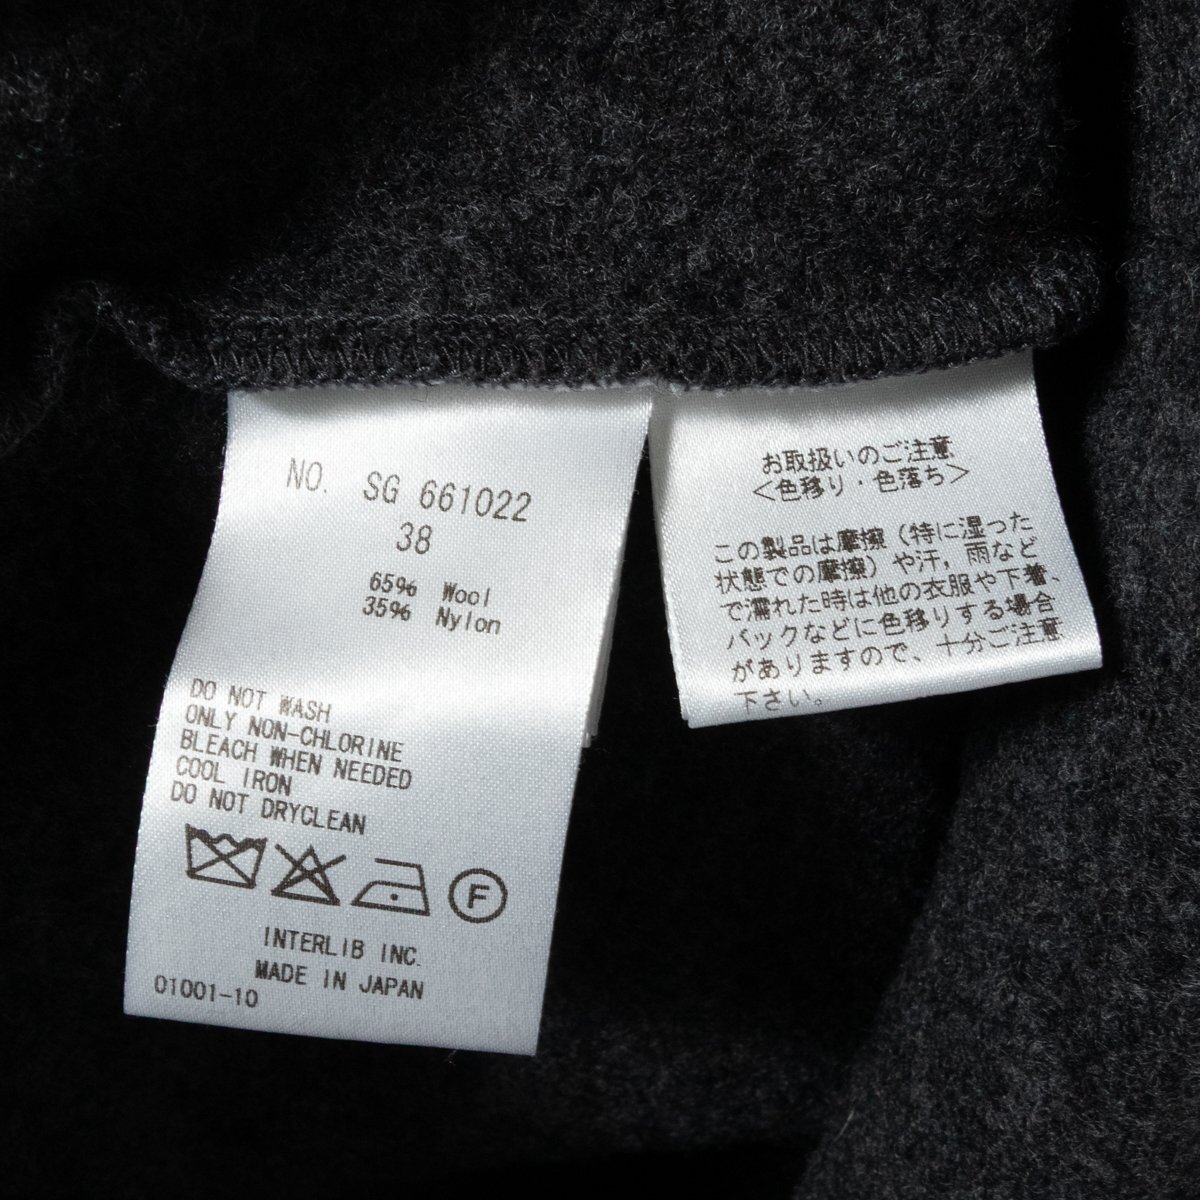 NO. SG 661022
38
65% Wool
35% Nylon
DO NOT WASH
ONLY NON-CHLORINE
BLEACH WHEN NEEDED
COOL IRON
DO NOT DRYCLEAN
F
INTERLIB INC.
MADE IN JAPAN
01001-10
お取扱いのご注意
＜色移り・色落ち＞
この製品は摩擦（特に湿った
状態での摩擦）や汗，雨など
で濡れた時は他の衣服や下着、
バックなどに色移りする場合
がありますので、十分ご注意
下さい。